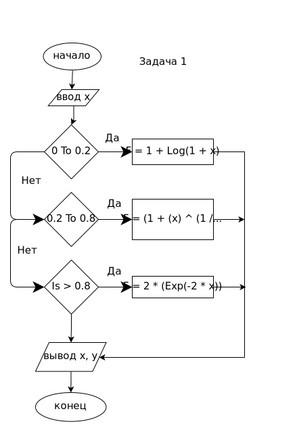 начало
Задача 1
ввод x
0 To 0.2
Да
= 1 + Log(1 + x)
Нет
0.2 To 0.8
Да
= (1 + (x) ^ (1 /...
Нет
Is > 0.8
Да
= 2 * (Exp(-2 * x))
вывод x, y
конец